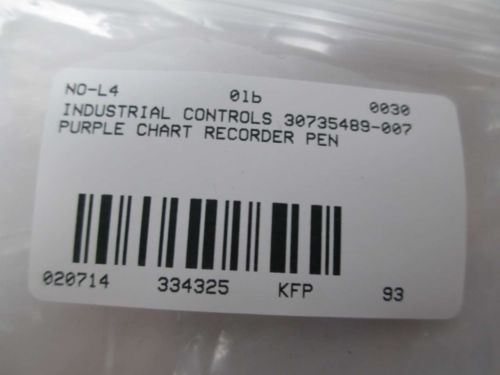 NO-L4 01b 0030
INDUSTRIAL CONTROLS 30735489-007
PURPLE CHART RECORDER PEN
020714 334325 KFP 93